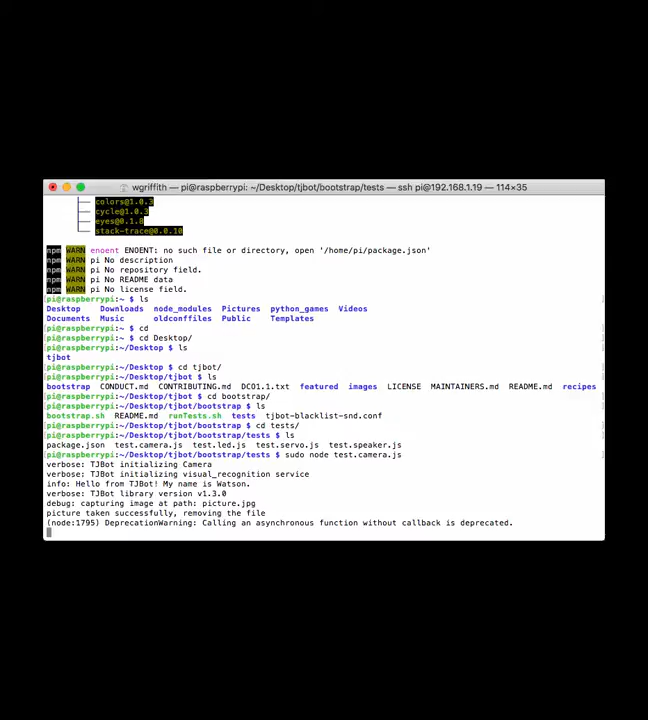 wgriffith — pi@raspberrypi: ~/Desktop/tjbot/bootstrap/tests — ssh pi@192.168.1.19 — 114×35
colors@1.0.3
cycle@1.0.3
eyes@0.1.8
stack-trace@0.0.10
npm WARN enoent ENOENT: no such file or directory, open '/home/pi/package.json'
npm WARN pi No description
npm WARN pi No repository field.
npm WARN pi No README data
npm WARN pi No license field.
[pi@raspberrypi:~ $ ls
Desktop Downloads node_modules Pictures python_games Videos
Documents Music oldconffiles Public Templates
[pi@raspberrypi:~ $ cd
[pi@raspberrypi:~ $ cd Desktop/
[pi@raspberrypi:~/Desktop $ ls
tjbot
[pi@raspberrypi:~/Desktop $ cd tjbot/
[pi@raspberrypi:~/Desktop/tjbot $ ls
bootstrap CONDUCT.md CONTRIBUTING.md DCO1.1.txt featured images LICENSE MAINTAINERS.md README.md recipes
[pi@raspberrypi:~/Desktop/tjbot $ cd bootstrap/
[pi@raspberrypi:~/Desktop/tjbot/bootstrap $ ls
bootstrap.sh README.md runTests.sh tests tjbot-blacklist-snd.conf
[pi@raspberrypi:~/Desktop/tjbot/bootstrap $ cd tests/
[pi@raspberrypi:~/Desktop/tjbot/bootstrap/tests $ ls
package.json test.camera.js test.led.js test.servo.js test.speaker.js
[pi@raspberrypi:~/Desktop/tjbot/bootstrap/tests $ sudo node test.camera.js
verbose: TJBot initializing Camera
verbose: TJBot initializing visual_recognition service
info: Hello from TJBot! My name is Watson.
verbose: TJBot library version v1.3.0
debug: capturing image at path: picture.jpg
picture taken successfully, removing the file
(node:1795) DeprecationWarning: Calling an asynchronous function without callback is deprecated.